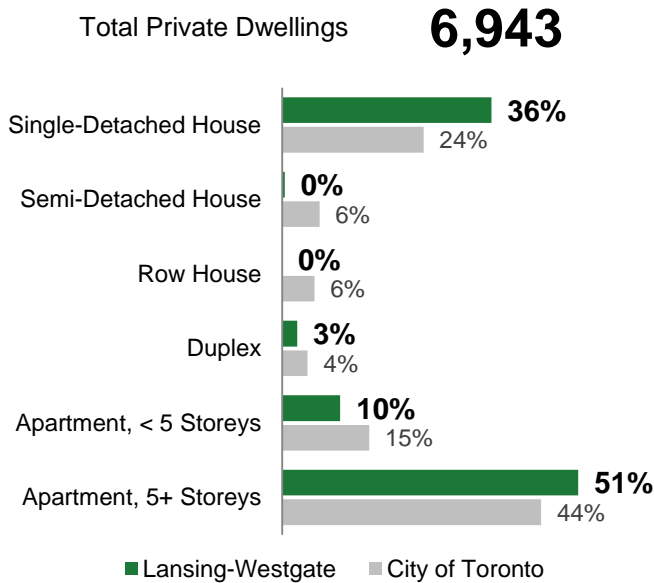 Total Private Dwellings 6,943
Single-Detached House 36%
24%
Semi-Detached House 0%
6%
Row House 0%
6%
Duplex 3%
4%
Apartment, < 5 Storeys 10%
15%
Apartment, 5+ Storeys 51%
44%
Lansing-Westgate City of Toronto